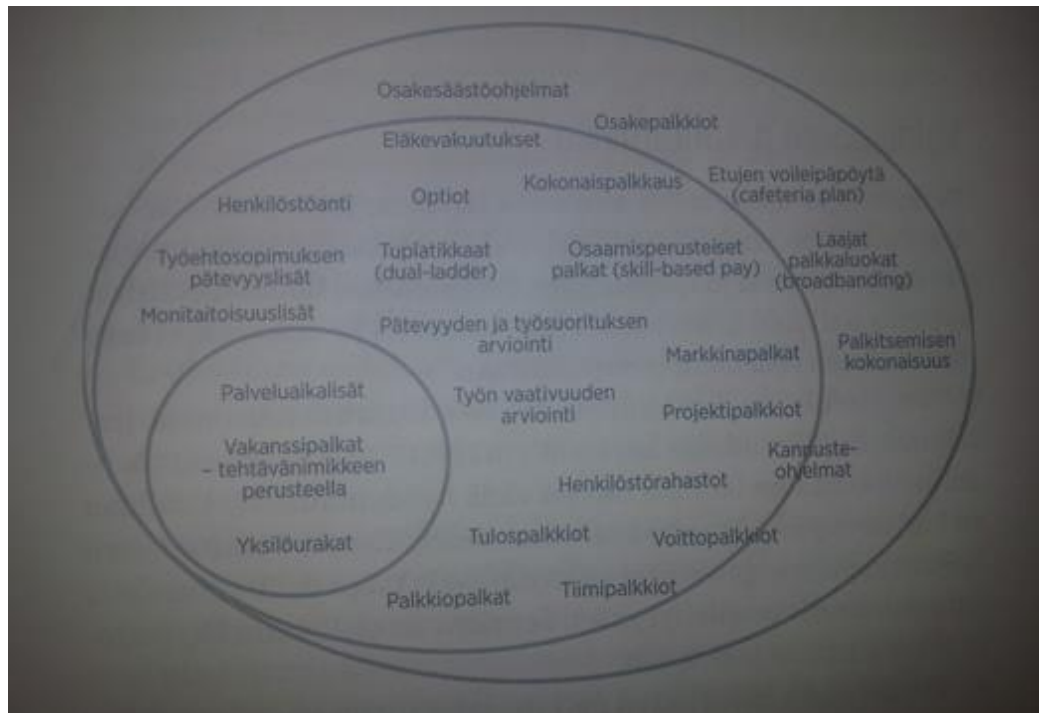 Osakesäästöohjelmat
Osakepalkkiot
Eläkevakuutukset
Kokonaispalkkaus
Etujen voileipäpöytä
(cafeteria plan)
Henkilöstöanti
Optiot
Työehtosopimuksen
pätevyyslisät
Tuplatikkaat
(dual-ladder)
Osaamisperusteiset
palkat (skill-based pay)
Laajat
palkkaluokat
(broadbanding)
Monitaitoisuuslisät
Pätevyyden ja työsuorituksen
arviointi
Markkinapalkat
Palkitsemisen
kokonaisuus
Palveluaikalisät
Työn vaativuuden
arviointi
Projektipalkkiot
Vakanssipalkat
– tehtävänimikkeen
perusteella
Kannuste-
ohjelmat
Henkilöstörahastot
Yksilöurakat
Tulospalkkiot
Voittopalkkiot
Palkkiopalkat
Tiimipalkkiot